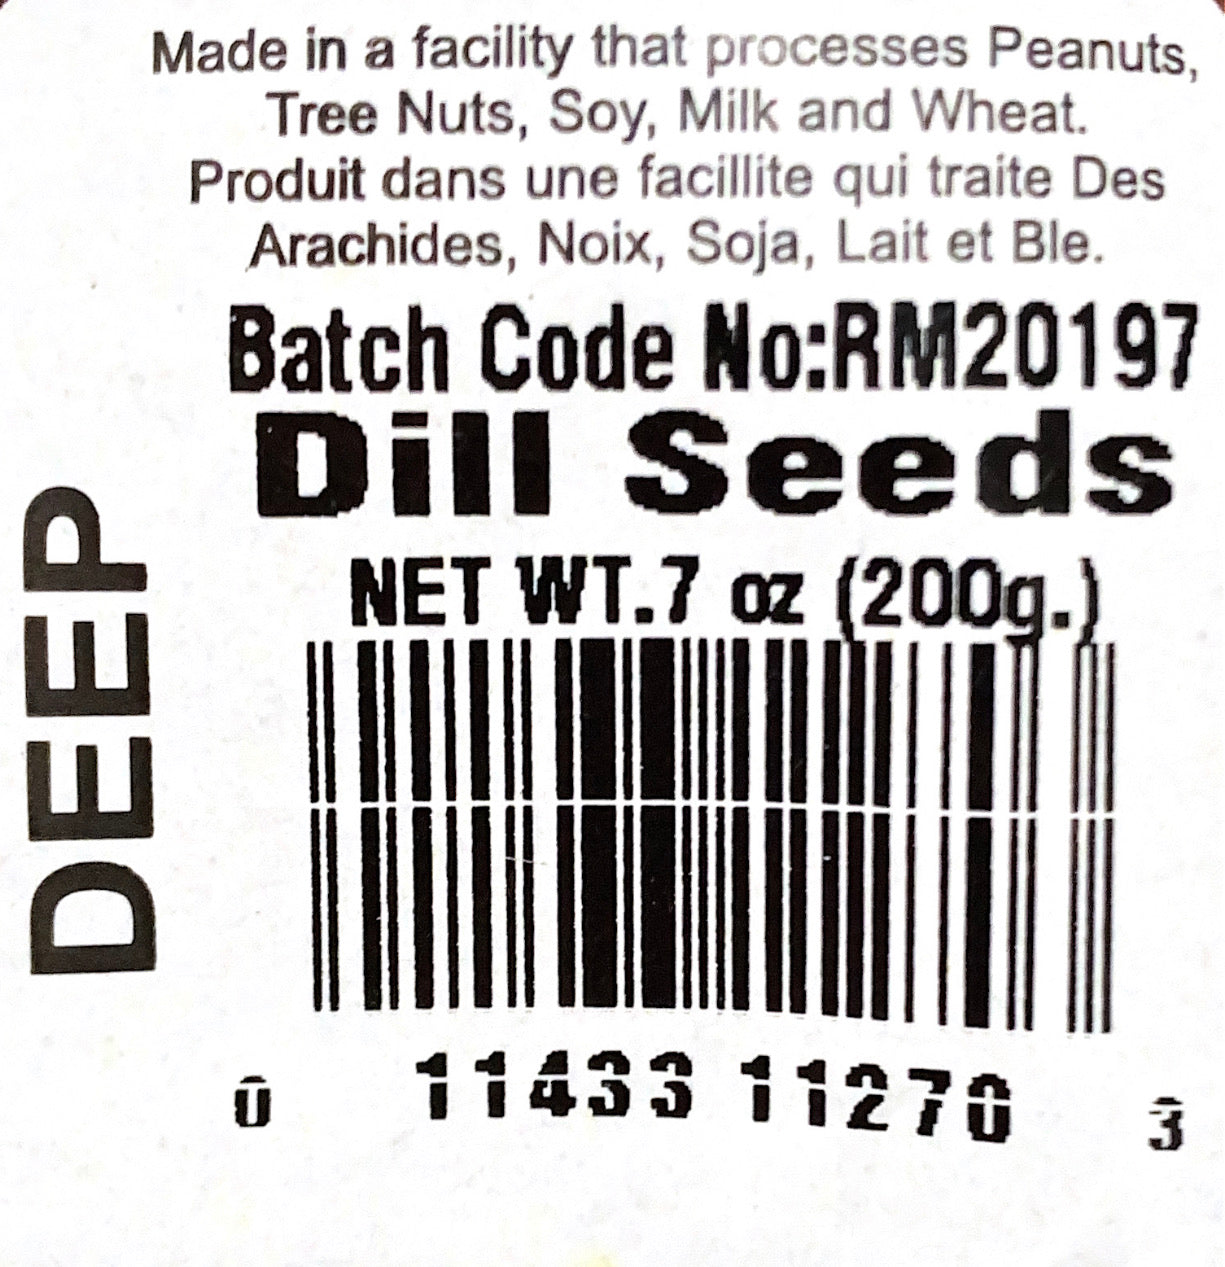 Made in a facility that processes Peanuts,
Tree Nuts, Soy, Milk and Wheat.
Produit dans une facillite qui traite Des
Arachides, Noix, Soja, Lait et Ble.
Batch Code No:RM20197
Dill Seeds
NET WT.7 oz (200g.)
DEEP
0 11433 11270 3